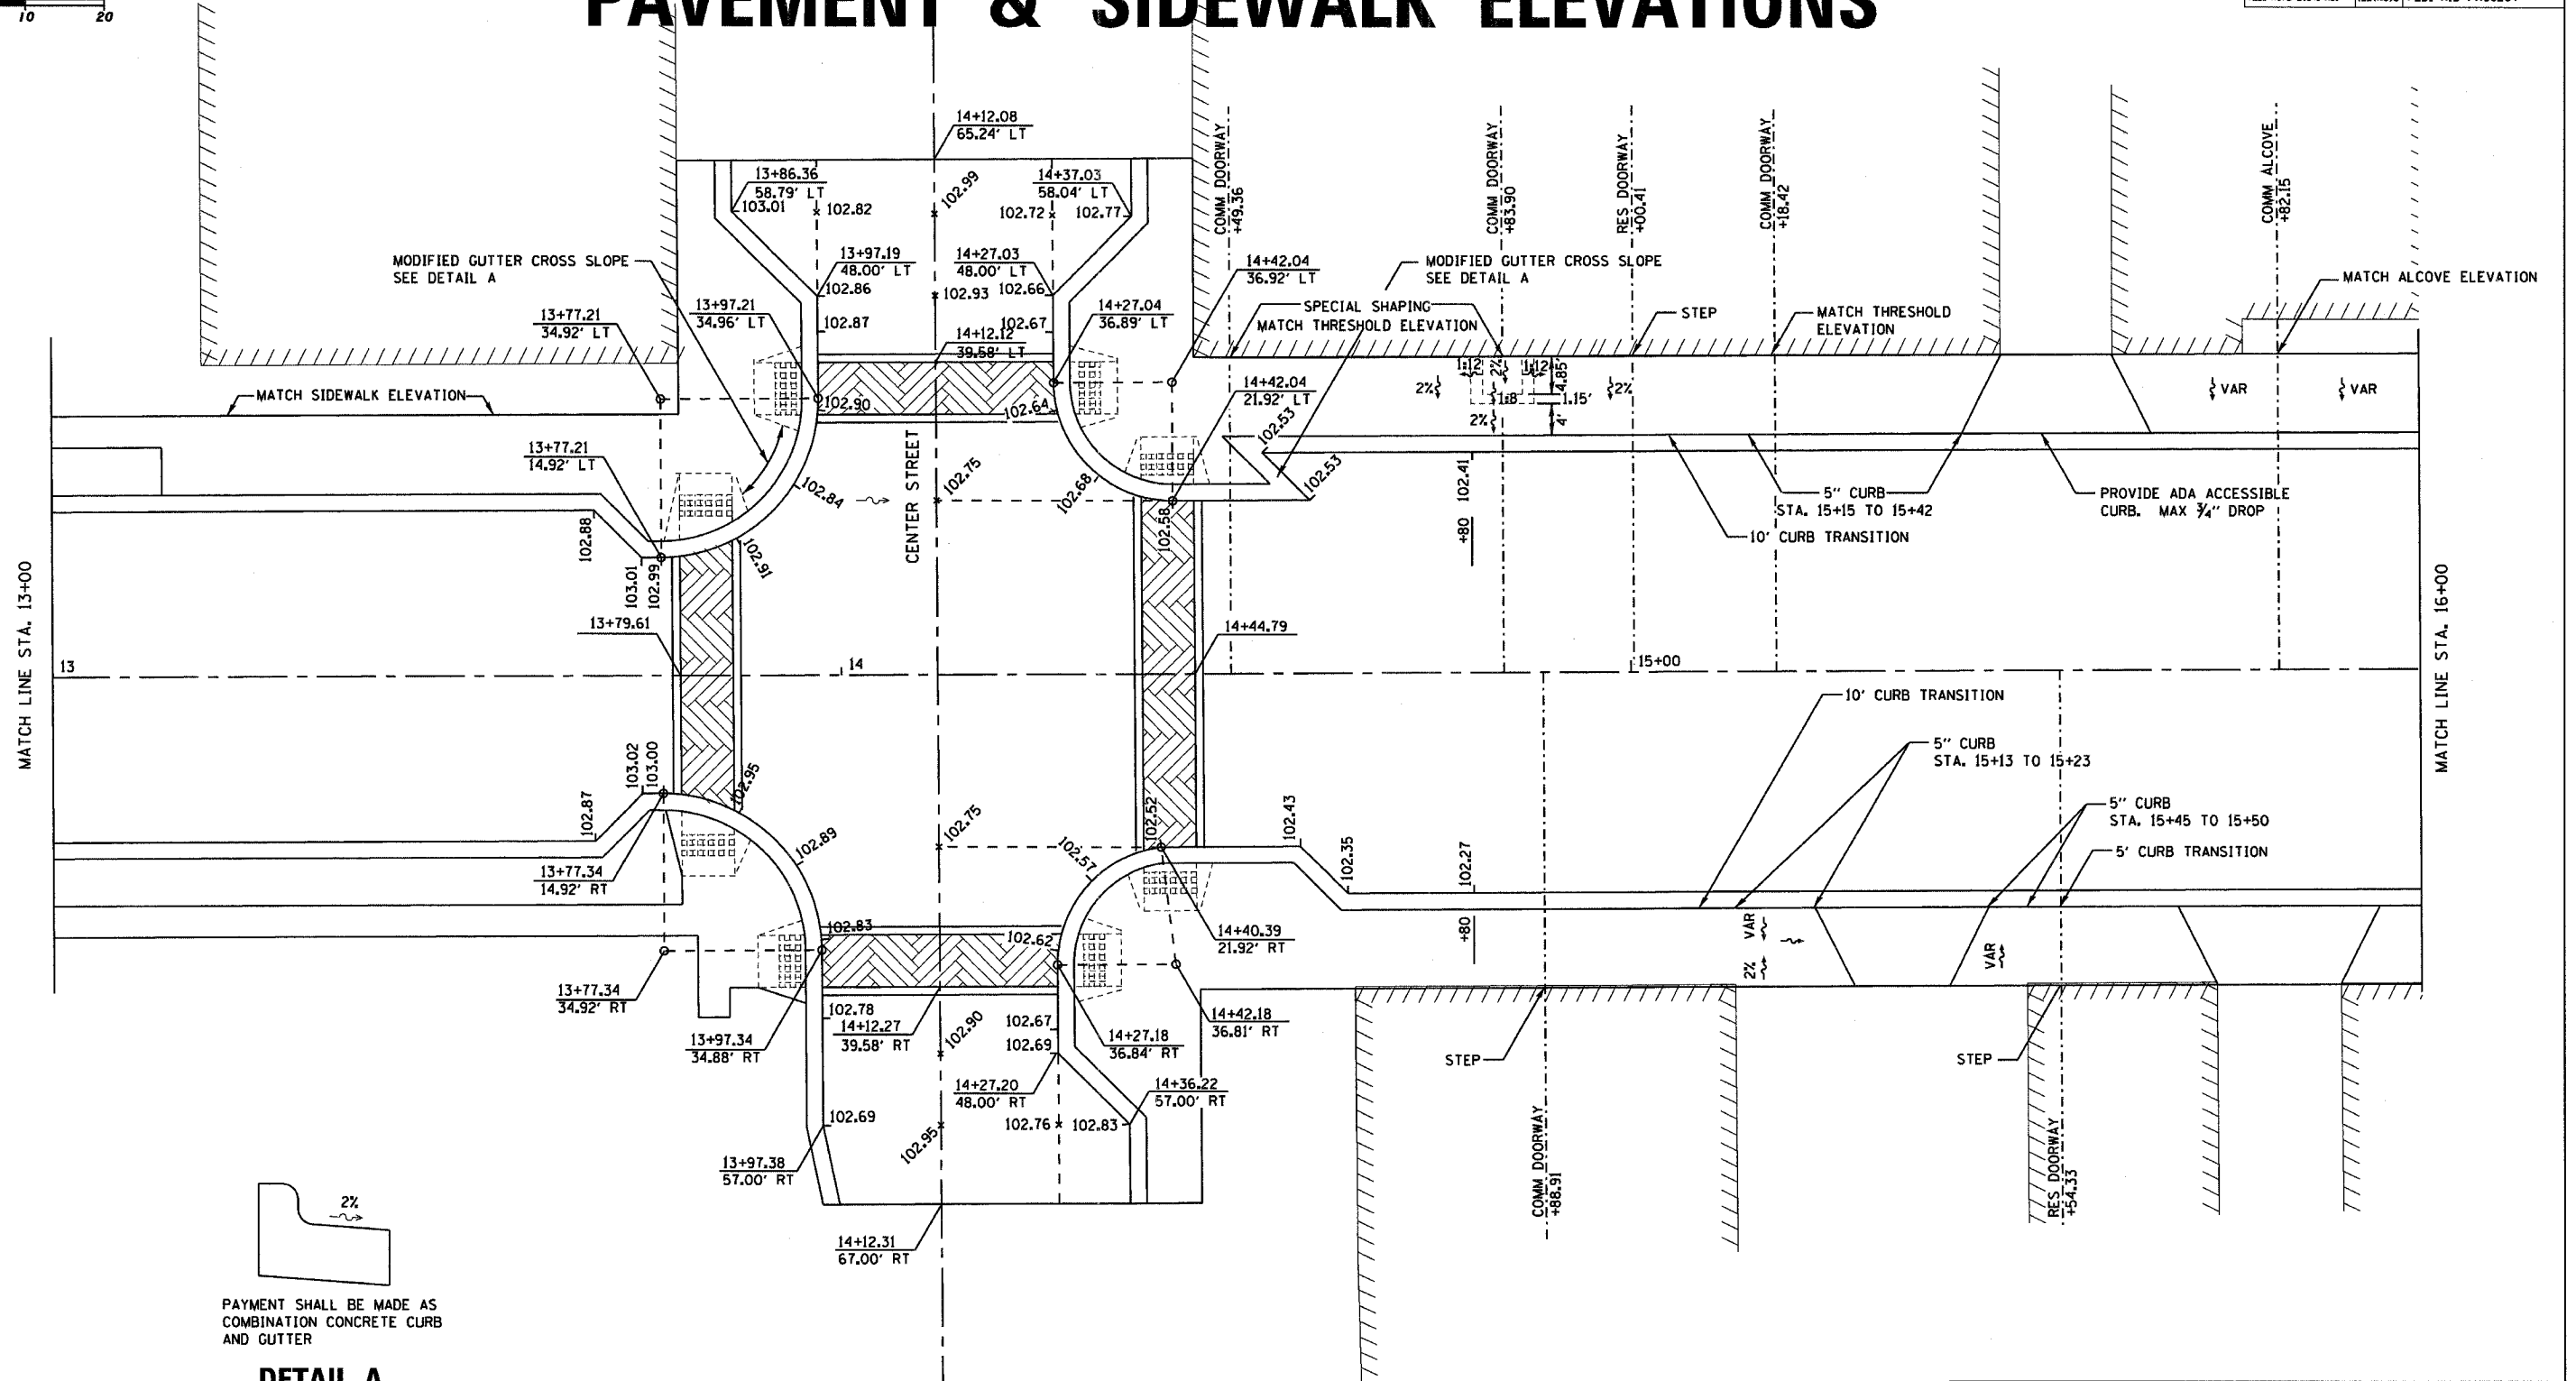 10 20
PAVEMENT & SIDEWALK ELEVATIONS
14+12.08
65.24' LT
13+86.36
58.79' LT
103.01
102.82
102.99
14+37.03
58.04' LT
102.72
102.77
COMM DOORWAY
+49.36
COMM DOORWAY
+83.90
RES DOORWAY
+00.41
COMM DOORWAY
+18.42
COMM ALCOVE
+82.15
MODIFIED GUTTER CROSS SLOPE
SEE DETAIL A
13+97.19
48.00' LT
102.86
14+27.03
48.00' LT
102.93
102.66
14+42.04
36.92' LT
MODIFIED GUTTER CROSS SLOPE
SEE DETAIL A
MATCH ALCOVE ELEVATION
13+77.21
34.92' LT
13+97.21
34.96' LT
102.87
14+12.12
39.58' LT
102.67
14+27.04
36.89' LT
SPECIAL SHAPING
MATCH THRESHOLD ELEVATION
STEP
MATCH THRESHOLD
ELEVATION
MATCH SIDEWALK ELEVATION
102.90
102.64
14+42.04
21.92' LT
102.53
2%
1:12
2%
1:12
4.85'
2%
1:8
1.15'
2%
4'
VAR
VAR
13+77.21
14.92' LT
102.84
CENTER STREET
102.75
102.68
102.58
102.53
102.41
+80
5" CURB
STA. 15+15 TO 15+42
PROVIDE ADA ACCESSIBLE
CURB. MAX 3/4" DROP
10' CURB TRANSITION
102.88
103.01
102.99
102.91
MATCH LINE STA. 13+00
13+79.61
14+44.79
MATCH LINE STA. 16+00
13
14
15+00
10' CURB TRANSITION
5" CURB
STA. 15+13 TO 15+23
5" CURB
STA. 15+45 TO 15+50
5' CURB TRANSITION
102.87
103.02
103.00
102.95
102.89
102.75
102.57
102.52
102.43
102.35
102.27
+80
13+77.34
14.92' RT
102.83
102.62
14+40.39
21.92' RT
VAR
2%
VAR
13+77.34
34.92' RT
13+97.34
34.88' RT
102.78
14+12.27
39.58' RT
102.90
102.67
102.69
14+27.18
36.84' RT
14+42.18
36.81' RT
STEP
STEP
14+27.20
48.00' RT
14+36.22
57.00' RT
102.69
102.95
102.76
102.83
13+97.38
57.00' RT
COMM DOORWAY
+88.91
RES DOORWAY
+54.33
14+12.31
67.00' RT
2%
PAYMENT SHALL BE MADE AS
COMBINATION CONCRETE CURB
AND GUTTER
DETAIL A